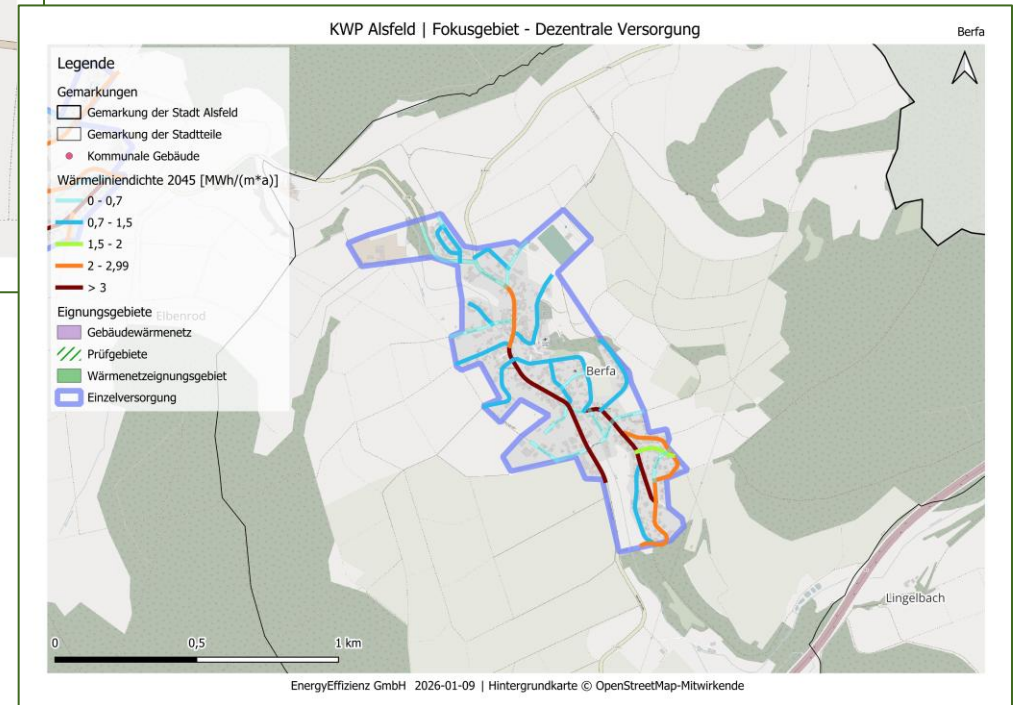 KWP Alsfeld | Fokusgebiet - Dezentrale Versorgung
Berfa
Legende
Gemarkungen
Gemarkung der Stadt Alsfeld
Gemarkung der Stadtteile
Kommunale Gebäude
Wärmeliniendichte 2045 [MWh/(m*a)]
0 - 0,7
0,7 - 1,5
1,5 - 2
2 - 2,99
> 3
Eignungsgebiete
Elbenrod
Gebäudewärmenetz
Prüfgebiete
Wärmenetzeignungsgebiet
Einzelversorgung
Berfa
Lingelbach
0 0,5 1 km
EnergyEffizienz GmbH 2026-01-09 | Hintergrundkarte © OpenStreetMap-Mitwirkende